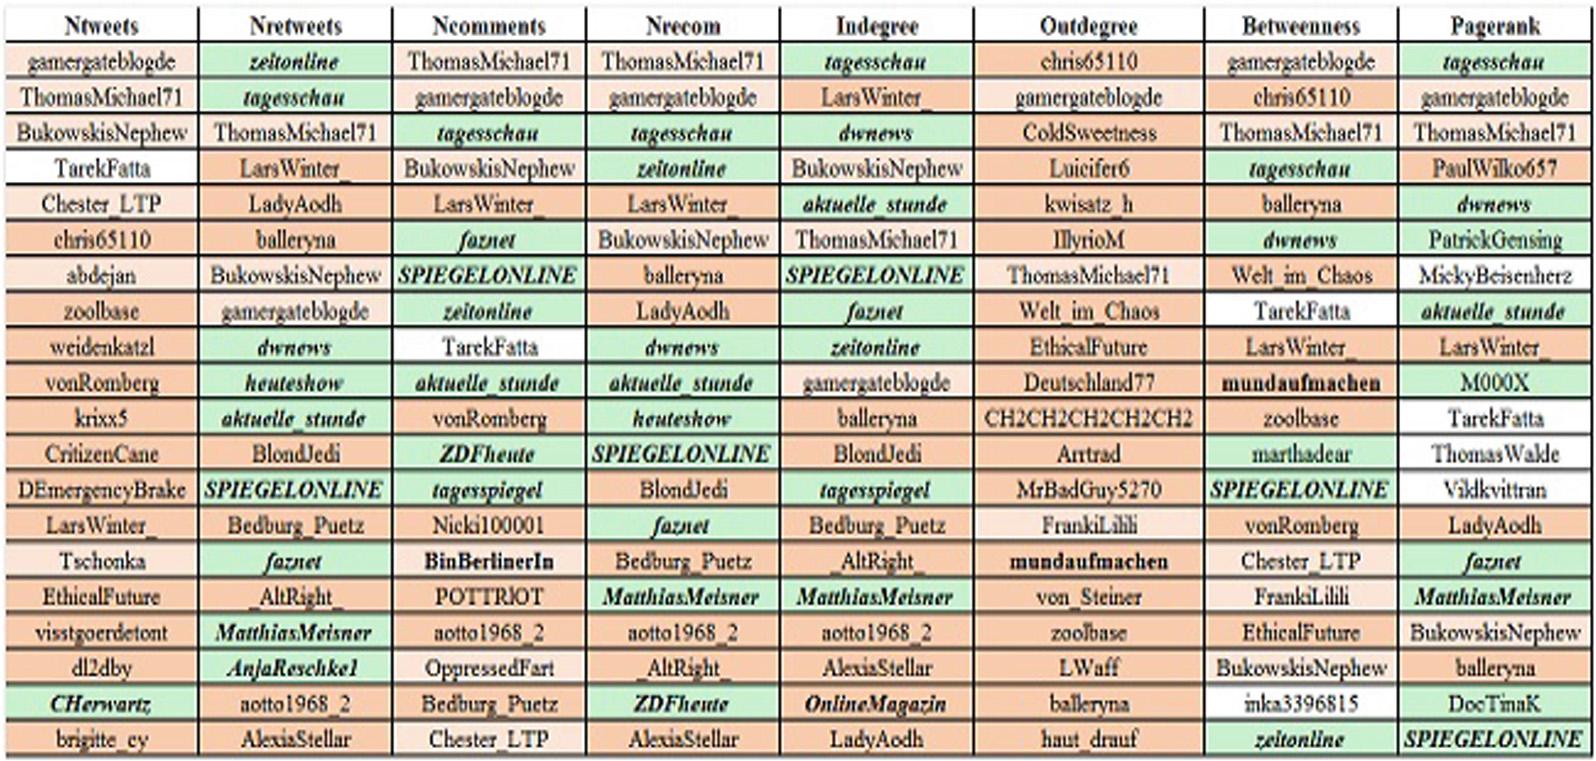 Ntweets Nretweets Ncomments Nrecom Indegree Outdegree Betweenness Pagerank
gamergateblogde zeitonline ThomasMichael71 ThomasMichael71 tagesschau chris65110 gamergateblogde tagesschau
ThomasMichael71 tagesschau gamergateblogde gamergateblogde LarsWinter_ gamergateblogde chris65110 gamergateblogde
BukowskisNephew ThomasMichael71 tagesschau tagesschau dwnews ColdSweetness ThomasMichael71 ThomasMichael71
TarekFatta LarsWinter_ BukowskisNephew zeitonline BukowskisNephew Luicifer6 tagesschau PaulWilko657
Chester_LTP LadyAodh LarsWinter_ LarsWinter_ aktuelle_stunde kwisatz_h balleryna dwnews
chris65110 balleryna faznet BukowskisNephew ThomasMichael71 IllyrioM dwnews PatrickGensing
abdejan BukowskisNephew SPIEGELONLINE balleryna SPIEGELONLINE ThomasMichael71 Welt_im_Chaos MickyBeisenherz
zoolbase gamergateblogde zeitonline LadyAodh faznet Welt_im_Chaos TarekFatta aktuelle_stunde
weidenkatzl dwnews TarekFatta dwnews zeitonline EthicalFuture LarsWinter_ LarsWinter_
vonRomberg heuteshow aktuelle_stunde aktuelle_stunde gamergateblogde Deutschland77 mundaufmachen M000X
krixx5 aktuelle_stunde vonRomberg heuteshow balleryna CH2CH2CH2CH2CH2 zoolbase TarekFatta
CritizenCane BlondJedi ZDFheute SPIEGELONLINE BlondJedi Arrtrad marthadear ThomasWalde
DEmergencyBrake SPIEGELONLINE tagesspiegel BlondJedi tagesspiegel MrBadGuy5270 SPIEGELONLINE Vildkvittran
LarsWinter_ Bedburg_Puetz Nicki100001 faznet Bedburg_Puetz FrankiLilili vonRomberg LadyAodh
Tschonka faznet BinBerlinerIn Bedburg_Puetz _AltRight_ mundaufmachen Chester_LTP faznet
EthicalFuture _AltRight_ POTTRIOT MatthiasMeisner MatthiasMeisner von_Steiner FrankiLilili MatthiasMeisner
visstgoerdetont MatthiasMeisner aotto1968_2 aotto1968_2 aotto1968_2 zoolbase EthicalFuture BukowskisNephew
dl2dby AnjaReschke1 OppressedFart _AltRight_ AlexiaStellar LWaff BukowskisNephew balleryna
CHerwartz aotto1968_2 Bedburg_Puetz ZDFheute OnlineMagazin balleryna inka3396815 DocTinaK
brigitte_cy AlexiaStellar Chester_LTP AlexiaStellar LadyAodh haut_drauf zeitonline SPIEGELONLINE